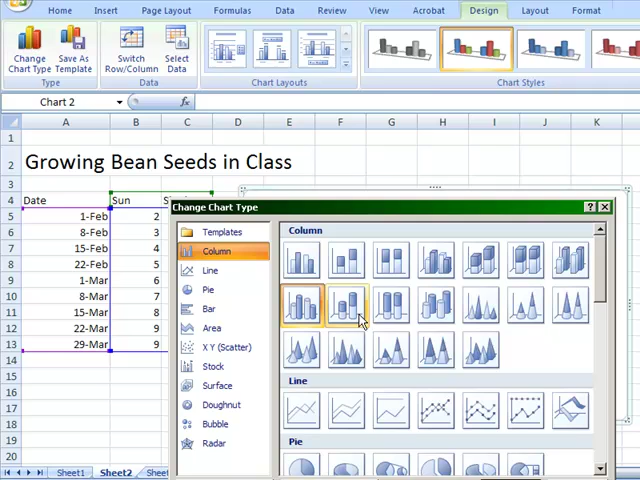 Home Insert Page Layout Formulas Data Review View Acrobat Design Layout Format
Change Chart Type
Save As Template
Switch Row/Column
Select Data
Type Data Chart Layouts Chart Styles
Chart 2 fx
A B C D E F G H I J K
1
2 Growing Bean Seeds in Class
3
4 Date Sun
5 1-Feb 2
6 8-Feb 3
7 15-Feb 4
8 22-Feb 5
9 1-Mar 6
10 8-Mar 7
11 15-Mar 8
12 22-Mar 9
13 29-Mar 9
14
15
16
17
18
19
20
Change Chart Type ?
Templates
Column
Line
Pie
Bar
Area
X Y (Scatter)
Stock
Surface
Doughnut
Bubble
Radar
Column
Line
Pie
Sheet1 Sheet2